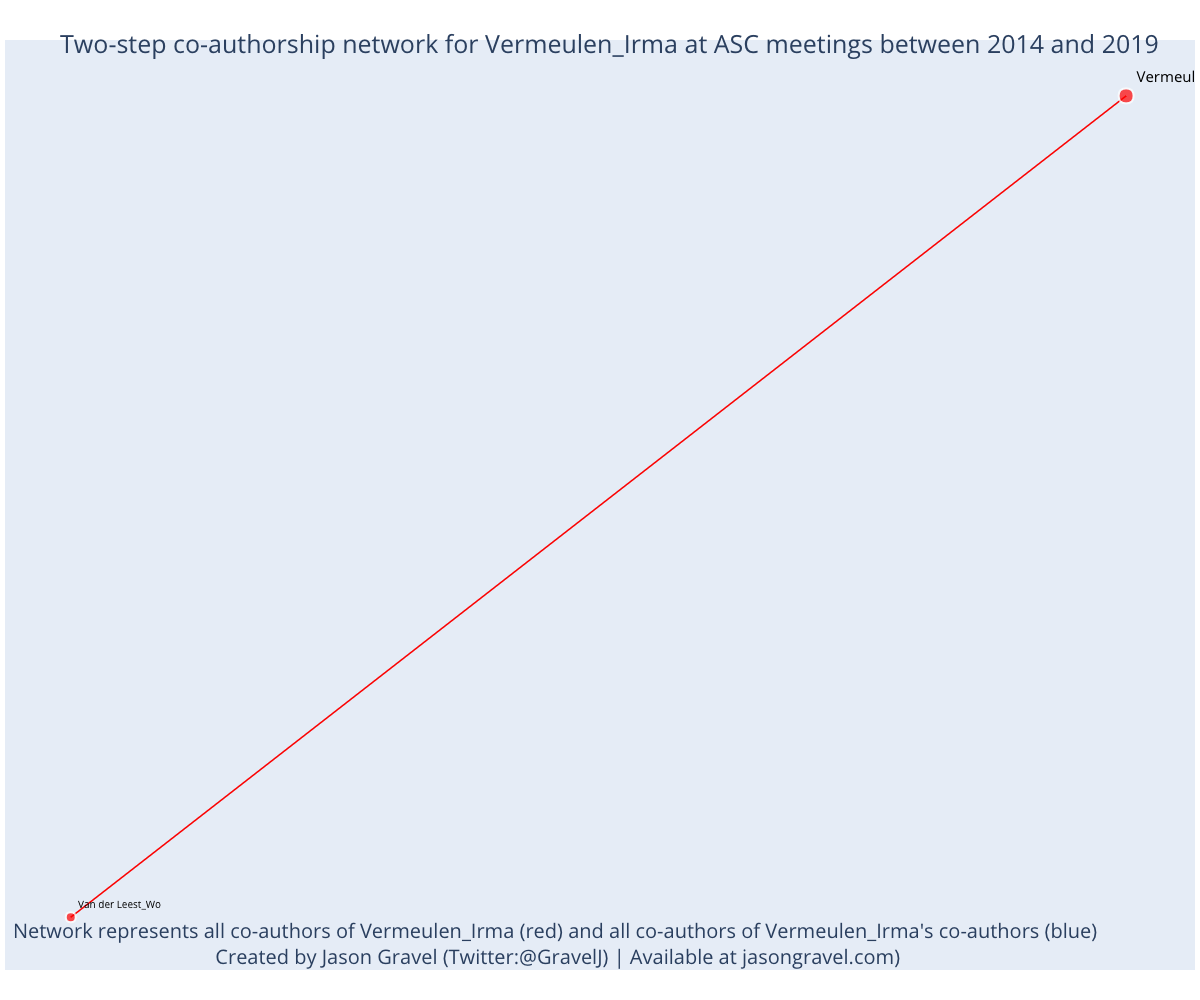 Two-step co-authorship network for Vermeulen_Irma at ASC meetings between 2014 and 2019
Vermeul
Van der Leest_Wo
Network represents all co-authors of Vermeulen_Irma (red) and all co-authors of Vermeulen_Irma's co-authors (blue)
Created by Jason Gravel (Twitter:@GravelJ) | Available at jasongravel.com)